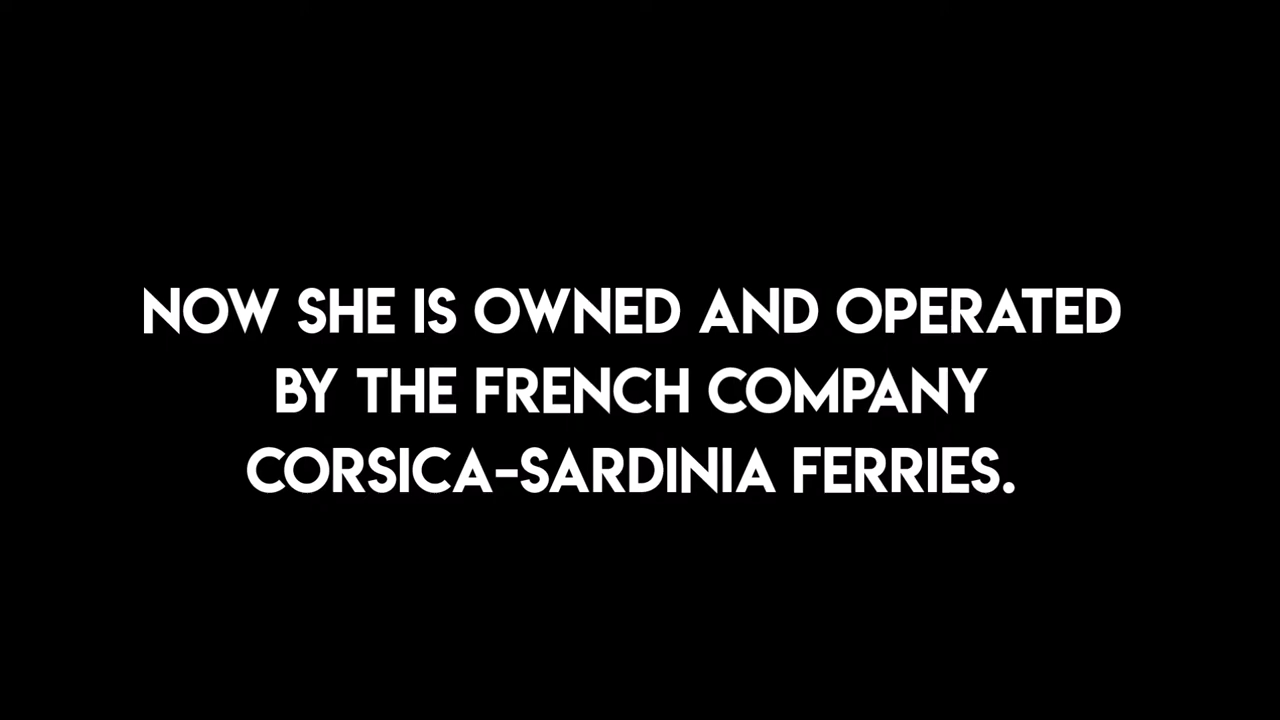 NOW SHE IS OWNED AND OPERATED
BY THE FRENCH COMPANY
CORSICA-SARDINIA FERRIES.